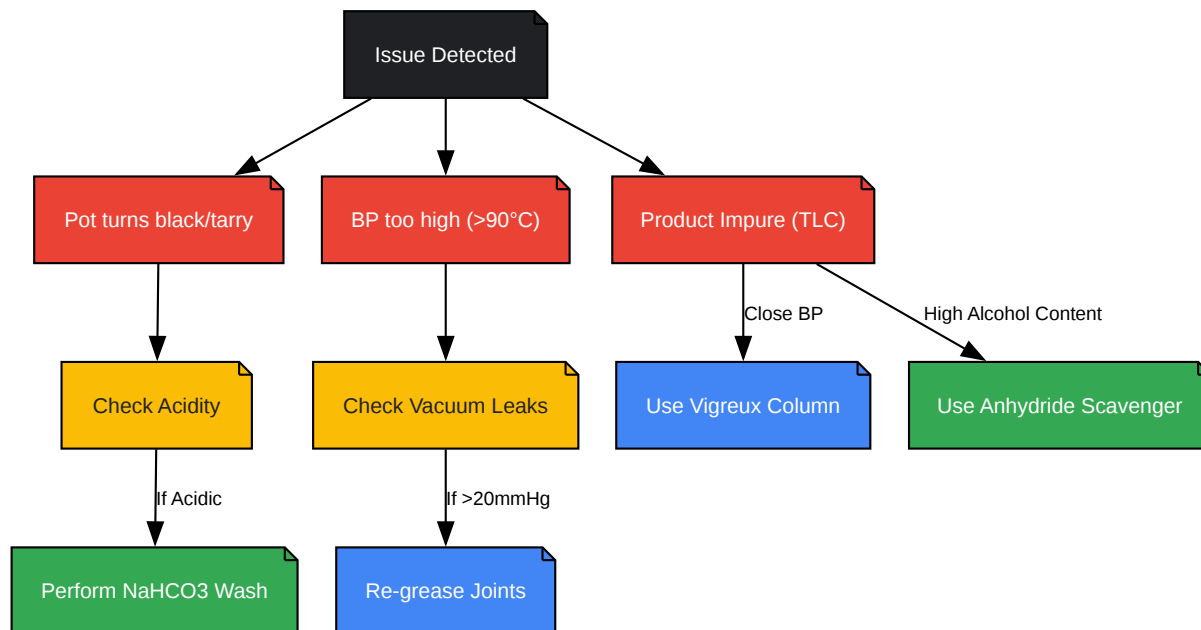 Issue Detected
Pot turns black/tarry
BP too high (>90°C)
Product Impure (TLC)
Close BP
High Alcohol Content
Check Acidity
Check Vacuum Leaks
Use Vigreux Column
Use Anhydride Scavenger
If Acidic
If >20mmHg
Perform NaHCO3 Wash
Re-grease Joints